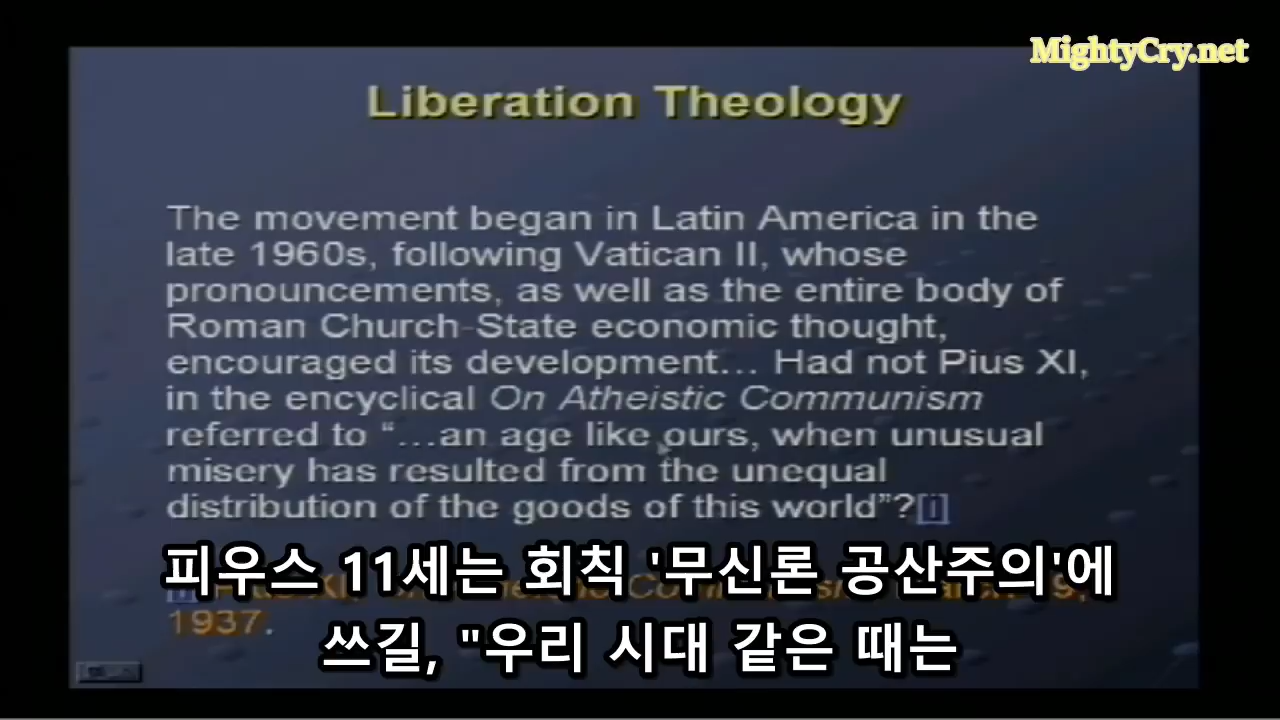 MightyCry.net
Liberation Theology
The movement began in Latin America in the
late 1960s, following Vatican II, whose
pronouncements, as well as the entire body of
Roman Church-State economic thought,
encouraged its development... Had not Pius XI,
in the encyclical On Atheistic Communism
referred to “...an age like ours, when unusual
misery has resulted from the unequal
distribution of the goods of this world”?[i]
피우스 11세는 회칙 '무신론 공산주의'에
1937.
쓰길, "우리 시대 같은 때는